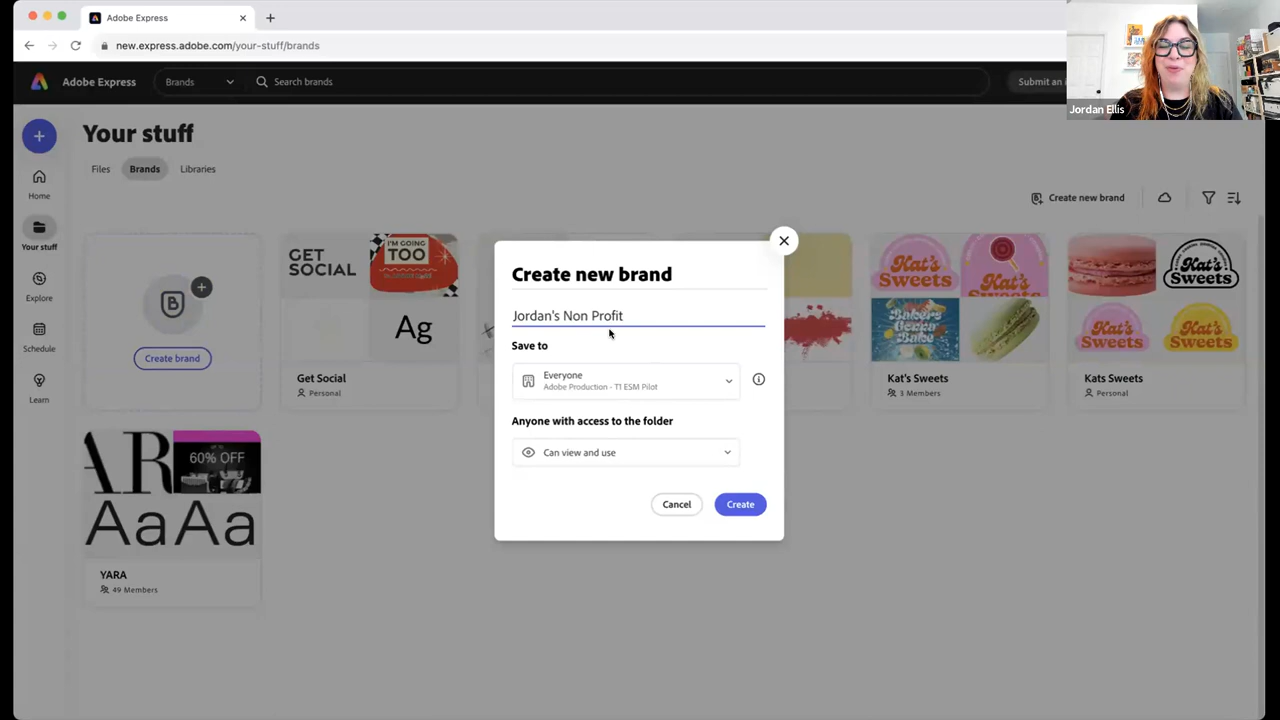 Adobe Express
new.express.adobe.com/your-stuff/brands
Adobe Express
Brands
Search brands
Submit an
Jordan Ellis
Your stuff
Files
Brands
Libraries
Home
Your stuff
Explore
Schedule
Learn
Create new brand
B
Create brand
GET
SOCIAL
I'M GOING
TOO
Ag
Get Social
Personal
Create new brand
Jordan's Non Profit
Save to
Everyone
Adobe Production - T1 ESM Pilot
Anyone with access to the folder
Can view and use
Cancel
Create
Kat's
Sweets
Kat's
Sweets
Bakers
Gonna
Bake
Kat's Sweets
3 Members
Kat's
Sweets
Kat's
Sweets
Kat's
Sweets
Kats Sweets
Personal
AR
60% OFF
AaAa
YARA
49 Members